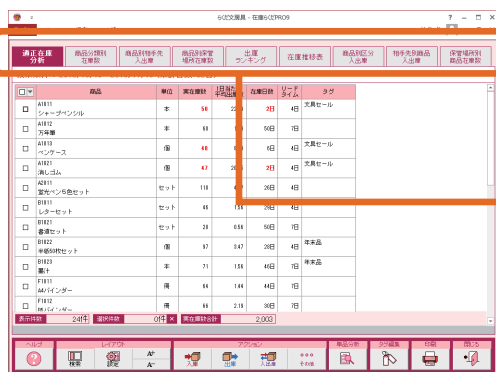 らくだ文房具 - 在庫らくだPRO9
適正在庫分析 商品分類別在庫数 商品別相手先入出庫 商品別保管場所在庫数 出庫ランキング 在庫推移表 商品別区分入出庫 相手先別商品入出庫 保管場所別商品在庫数
商品 単位 実在庫数 1日当たり平均出庫 在庫日数 リードタイム タグ
A1011
シャープペンシル 本 50 2日 4日 文具セール
A1012
万年筆 本 60 50日 7日
A1013
ペンケース 個 40 6日 4日 文具セール
A1021
消しゴム 個 47 2日 4日 文具セール
A2011
蛍光ペン5色セット セット 110 26日 4日
B1011
レターセット セット 46 1.56 29日 4日
B1021
書道セット セット 28 0.56 50日 7日
B1022
半紙50枚セット 個 97 3.47 28日 4日 年末品
B1023
墨汁 本 71 1.56 46日 7日 年末品
F1011
A4バインダー 冊 64 1.44 44日 7日
F1012
冊 66 2.19 30日 7日
表示件数 24件 選択件数 0件 実在庫数合計 2,003
ヘルプ レイアウト アクション 単品分析 タグ編集 印刷 閉じる
検索 設定 A+ A- 入庫 出庫 入出庫 その他